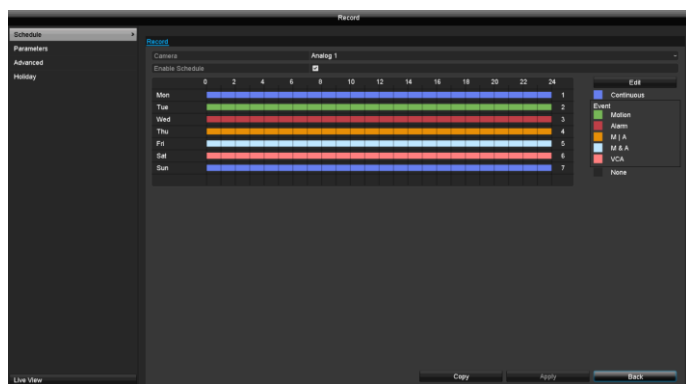 Record
Schedule
Parameters
Advanced
Holiday
Live View
Record
Camera Analog 1
Enable Schedule
0 2 4 6 8 10 12 14 16 18 20 22 24
Mon 1
Tue 2
Wed 3
Thu 4
Fri 5
Sat 6
Sun 7
Edit
Continuous
Event
Motion
Alarm
M | A
M & A
VCA
None
Copy Apply Back